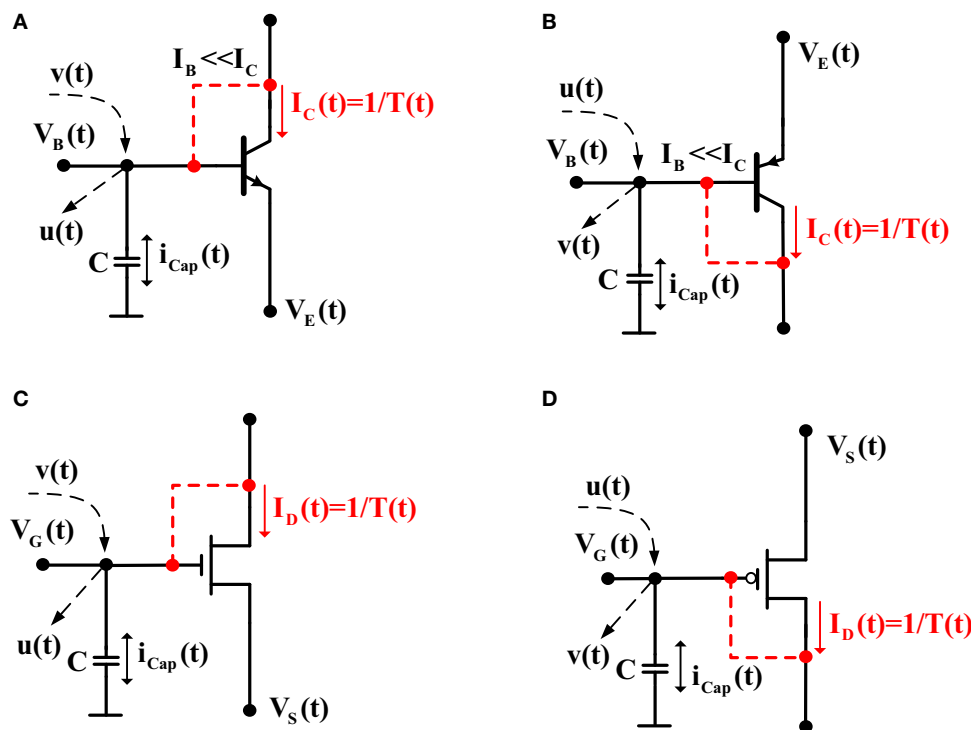 A
I_B <<I_C
v(t)
I_C(t)=1/T(t)
V_B(t)
u(t)
C
i_Cap(t)
V_E(t)
B
V_E(t)
u(t)
V_B(t)
I_B <<I_C
v(t)
I_C(t)=1/T(t)
C
i_Cap(t)
C
v(t)
I_D(t)=1/T(t)
V_G(t)
u(t)
C
i_Cap(t)
V_S(t)
D
V_S(t)
u(t)
V_G(t)
I_D(t)=1/T(t)
v(t)
C
i_Cap(t)